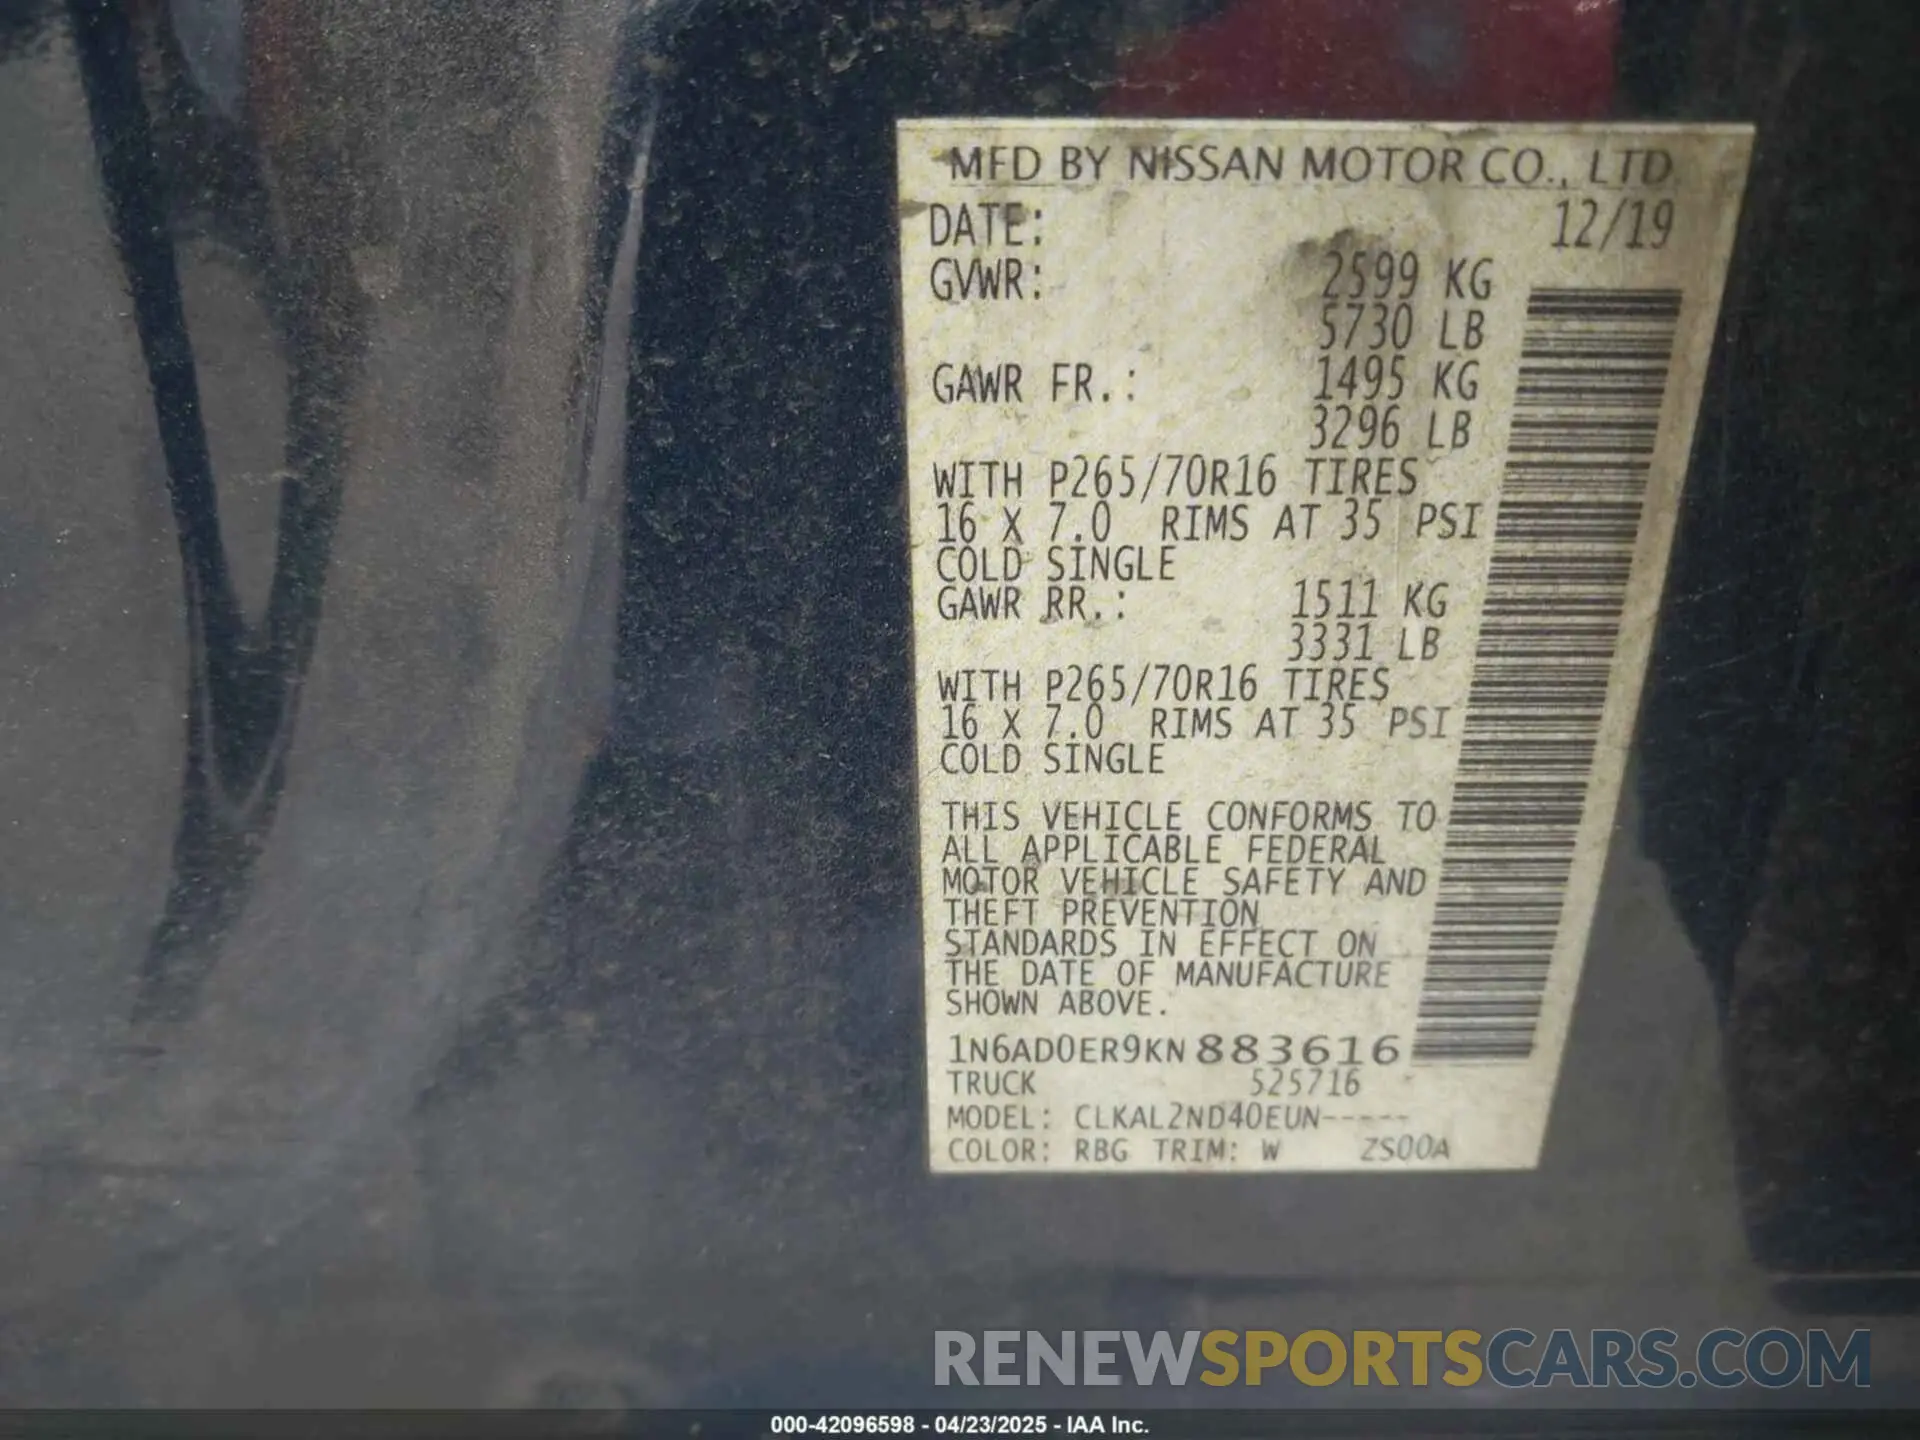 MFD BY NISSAN MOTOR CO., LTD
DATE: 12/19
GVWR: 2599 KG
5730 LB
GAWR FR.: 1495 KG
3296 LB
WITH P265/70R16 TIRES
16 X 7.0 RIMS AT 35 PSI
COLD SINGLE
GAWR RR.: 1511 KG
3331 LB
WITH P265/70R16 TIRES
16 X 7.0 RIMS AT 35 PSI
COLD SINGLE
THIS VEHICLE CONFORMS TO
ALL APPLICABLE FEDERAL
MOTOR VEHICLE SAFETY AND
THEFT PREVENTION
STANDARDS IN EFFECT ON
THE DATE OF MANUFACTURE
SHOWN ABOVE.
1N6AD0ER9KN883616
TRUCK 525716
MODEL: CLKAL2ND40EUN-----
COLOR: RBG TRIM: W ZS00A
RENEWSPORTSCARS.COM
000-42096598 - 04/23/2025 - IAA Inc.